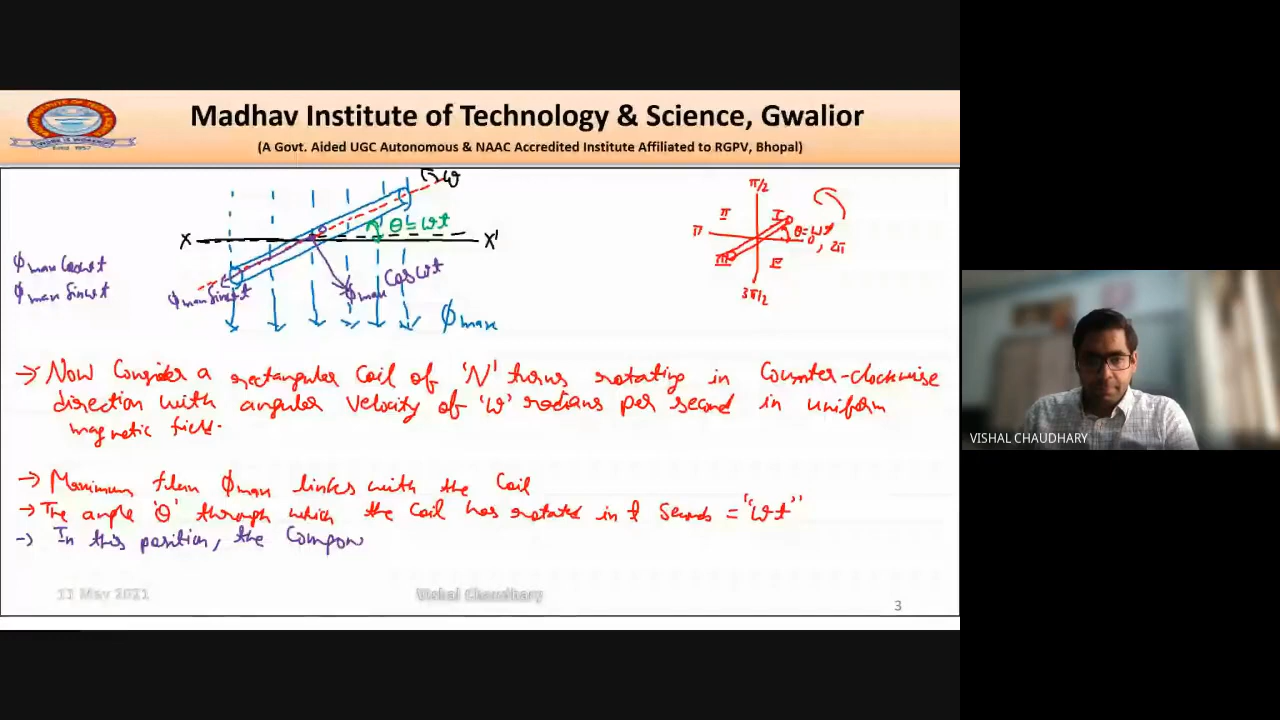 Madhav Institute of Technology & Science, Gwalior
(A Govt. Aided UGC Autonomous & NAAC Accredited Institute Affiliated to RGPV, Bhopal)
ω
θ = ωt
X
X'
ϕmax Cosωt
ϕmax Sinωt
ϕmax Sinωt
ϕmax Cosωt
ϕmax
π/2
II
I
π
θ=ωt
0, 2π
III
IV
3π/2
→ Now Consider a rectangular Coil of 'N' turns rotating in Counter-clockwise
direction with angular velocity of 'ω' radians per second in uniform
magnetic field.
→ Maximum flux ϕmax links with the Coil
→ The angle 'θ' through which the Coil has rotated in t Seconds = "ωt"
→ In this position, the Compon
11 May 2021
Vishal Chaudhary
3
VISHAL CHAUDHARY